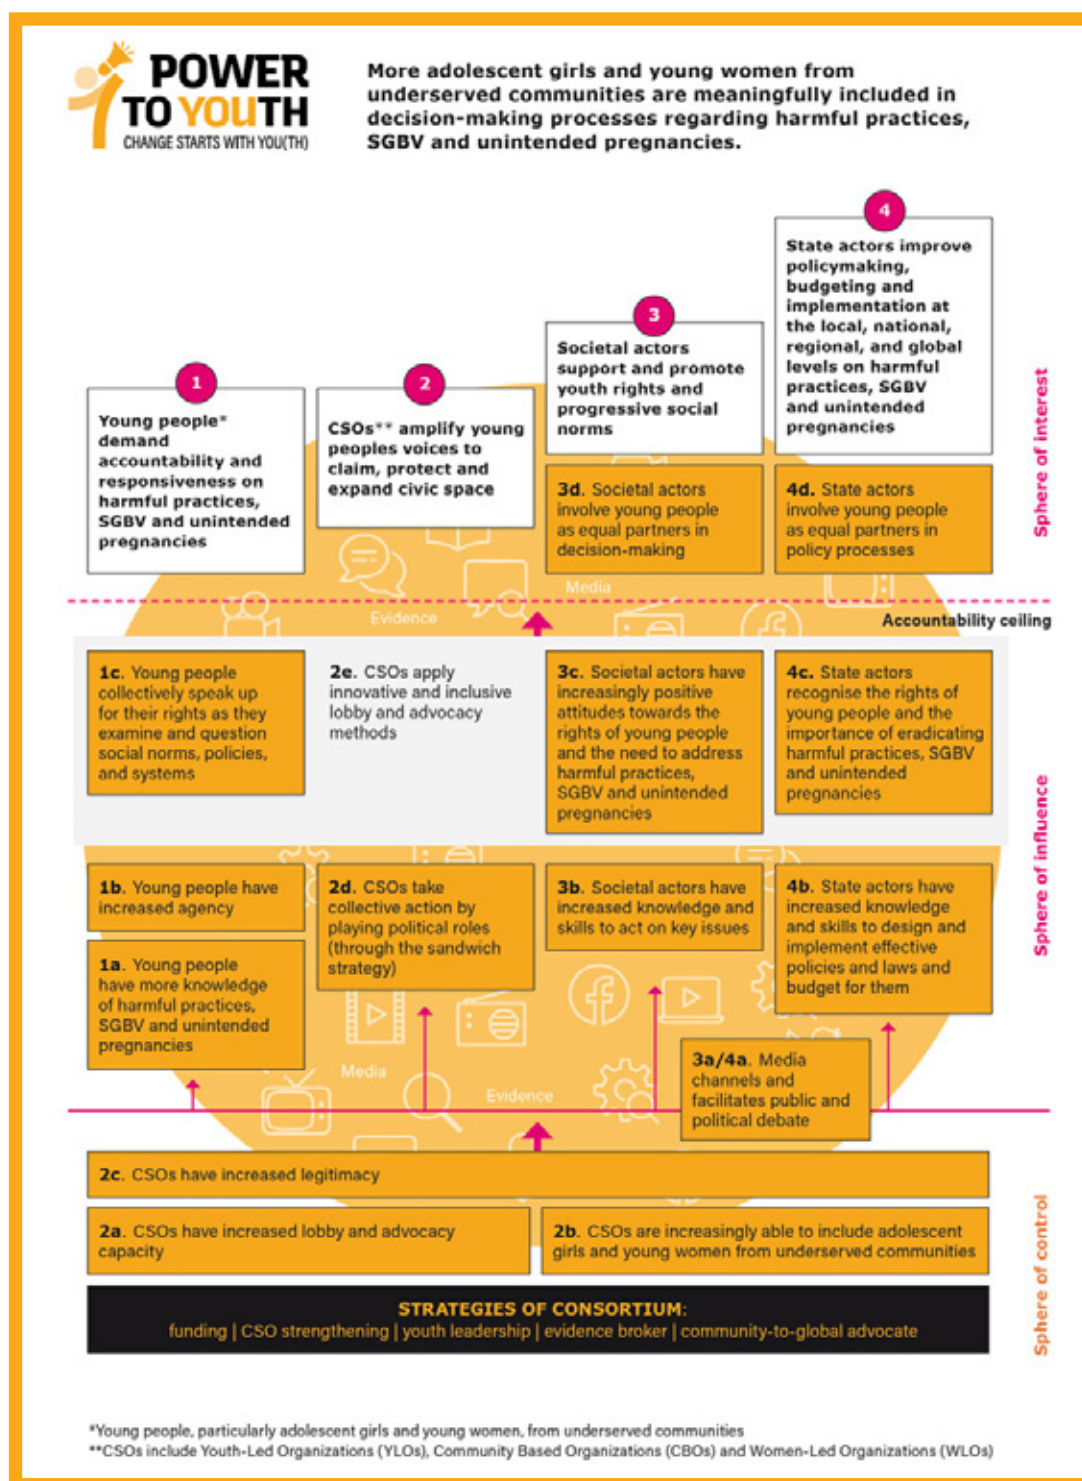 POWER
TO YOUTH
CHANGE STARTS WITH YOU(TH)
More adolescent girls and young women from
underserved communities are meaningfully included in
decision-making processes regarding harmful practices,
SGBV and unintended pregnancies.
1
Young people*
demand
accountability and
responsiveness on
harmful practices,
SGBV and unintended
pregnancies
2
CSOs** amplify young
peoples voices to
claim, protect and
expand civic space
3
Societal actors
support and promote
youth rights and
progressive social
norms
4
State actors improve
policymaking,
budgeting and
implementation at
the local, national,
regional, and global
levels on harmful
practices, SGBV
and unintended
pregnancies
3d. Societal actors
involve young people
as equal partners in
decision-making
4d. State actors
involve young people
as equal partners in
policy processes
Sphere of interest
Media
Evidence
Accountability ceiling
1c. Young people
collectively speak up
for their rights as they
examine and question
social norms, policies,
and systems
2e. CSOs apply
innovative and inclusive
lobby and advocacy
methods
3c. Societal actors have
increasingly positive
attitudes towards the
rights of young people
and the need to address
harmful practices,
SGBV and unintended
pregnancies
4c. State actors
recognise the rights of
young people and the
importance of eradicating
harmful practices, SGBV
and unintended
pregnancies
Sphere of influence
1b. Young people have
increased agency
1a. Young people
have more knowledge
of harmful practices,
SGBV and unintended
pregnancies
2d. CSOs take
collective action by
playing political roles
(through the sandwich
strategy)
3b. Societal actors have
increased knowledge and
skills to act on key issues
4b. State actors have
increased knowledge
and skills to design and
implement effective
policies and laws and
budget for them
Media
Evidence
3a/4a. Media
channels and
facilitates public and
political debate
2c. CSOs have increased legitimacy
2a. CSOs have increased lobby and advocacy
capacity
2b. CSOs are increasingly able to include adolescent
girls and young women from underserved communities
Sphere of control
STRATEGIES OF CONSORTIUM:
funding | CSO strengthening | youth leadership | evidence broker | community-to-global advocate
*Young people, particularly adolescent girls and young women, from underserved communities
**CSOs include Youth-Led Organizations (YLOs), Community Based Organizations (CBOs) and Women-Led Organizations (WLOs)